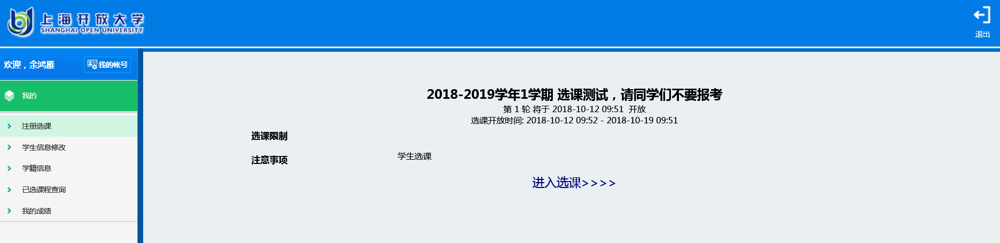 上海开放大学
SHANGHAI OPEN UNIVERSITY
退出
欢迎，余鸿雁
我的帐号
我的
注册选课
学生信息修改
学籍信息
已选课程查询
我的成绩
2018-2019学年1学期 选课测试，请同学们不要报考
第 1 轮 将于 2018-10-12 09:51 开放
选课开放时间: 2018-10-12 09:52 - 2018-10-19 09:51
选课限制
注意事项
学生选课
进入选课>>>>